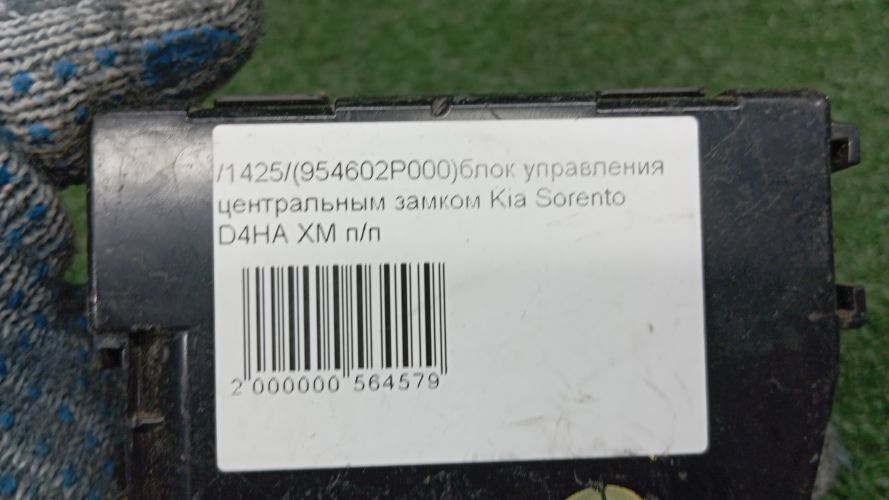 /1425/(954602P000)блок управления
центральным замком Kia Sorento
D4HA XM п/п
2 000000 564579